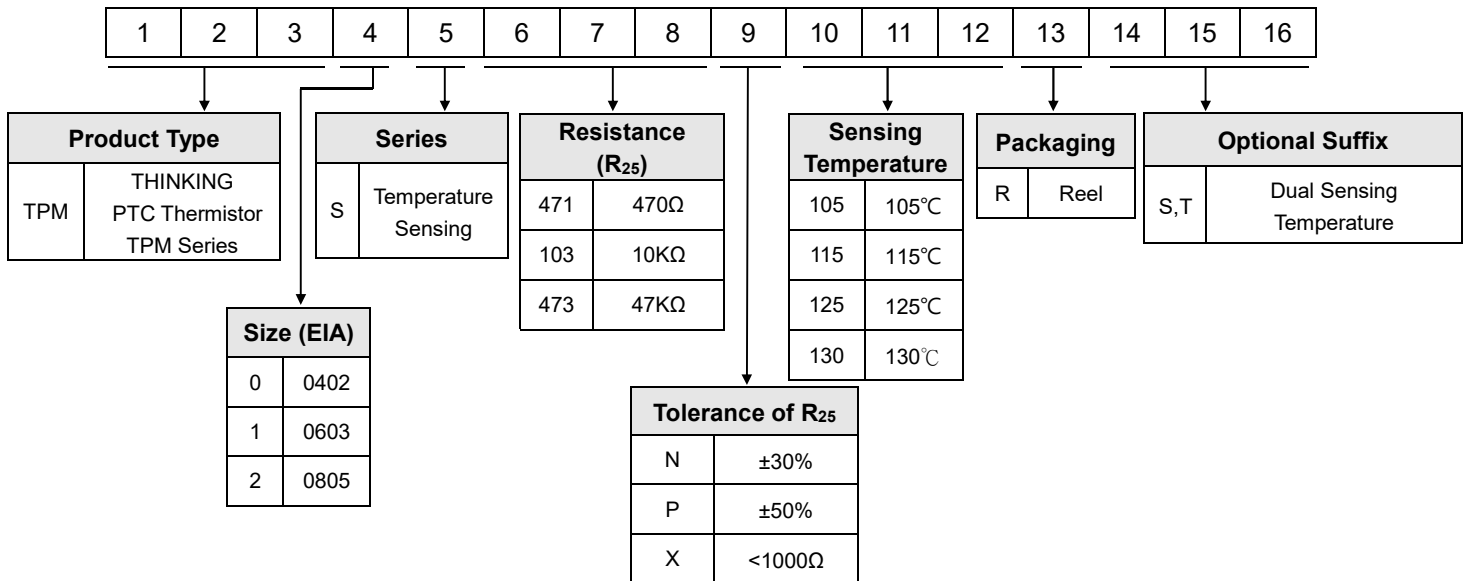 1 2 3 4 5 6 7 8 9 10 11 12 13 14 15 16
Product Type
TPM
THINKING
PTC Thermistor
TPM Series
Series
S
Temperature
Sensing
Resistance
(R25)
471 470Ω
103 10KΩ
473 47KΩ
Sensing
Temperature
105 105℃
115 115℃
125 125℃
130 130℃
Packaging
R Reel
Optional Suffix
S,T
Dual Sensing
Temperature
Size (EIA)
0 0402
1 0603
2 0805
Tolerance of R25
N ±30%
P ±50%
X <1000Ω